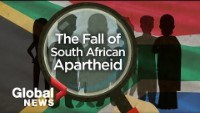 The Fall of
South African
Apartheid
Global
NEWS